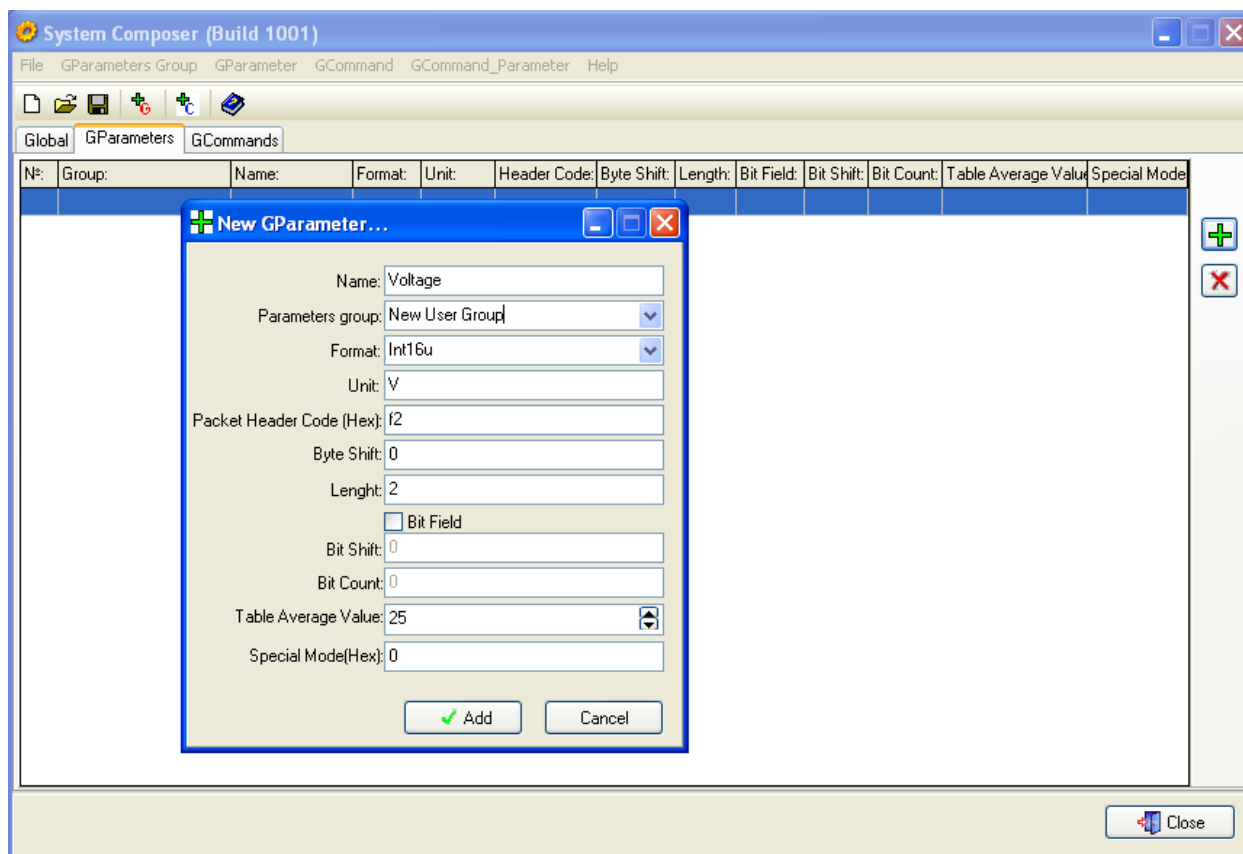 System Composer (Build 1001)
File GParameters Group GParameter GCommand GCommand_Parameter Help
G C
Global GParameters GCommands
Nº: Group: Name: Format: Unit: Header Code: Byte Shift: Length: Bit Field: Bit Shift: Bit Count: Table Average Valu Special Mode
New GParameter...
Name: Voltage
Parameters group: New User Group
Format: Int16u
Unit: V
Packet Header Code (Hex): f2
Byte Shift: 0
Lenght: 2
Bit Field
Bit Shift: 0
Bit Count: 0
Table Average Value: 25
Special Mode(Hex): 0
Add Cancel
Close